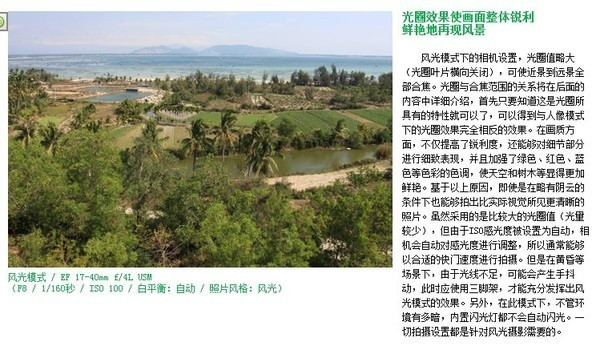 光圈效果使画面整体锐利
鲜艳地再现风景
风光模式下的相机设置，光圈值略大
（光圈叶片横向关闭），可使近景到远景全
部合焦。光圈与合焦范围的关系将在后面的
内容中详细介绍，首先只要知道这是光圈所
具有的特性就可以了，可以得到与人像模式
下的光圈效果完全相反的效果。在画质方
面，不仅提高了锐利度，还能够对细节部分
进行细致表现，并且加强了绿色、红色、蓝
色等色彩的色调，使天空和树木等显得更加
鲜艳。基于以上原因，即使是在略有阴云的
条件下也能够拍出比实际视觉所见更清晰的
照片。虽然采用的是比较大的光圈值（光量
较少），但由于ISO感光度被设置为自动，相
机会自动对感光度进行调整，所以通常能够
以合适的快门速度进行拍摄。但是在黄昏等
场景下，由于光线不足，可能会产生手抖
动，此时应使用三脚架，才能充分发挥出风
光模式的效果。另外，在此模式下，不管环
境有多暗，内置闪光灯都不会自动闪光。一
切拍摄设置都是针对风光摄影需要的。
风光模式 / EF 17-40mm f/4L USM
（F8 / 1/160秒 / ISO 100 / 白平衡：自动 / 照片风格：风光）